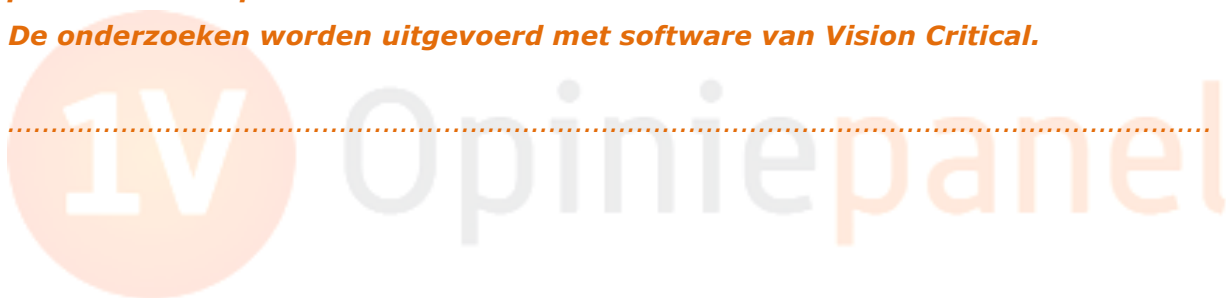 De onderzoeken worden uitgevoerd met software van Vision Critical.
1V Opiniepanel